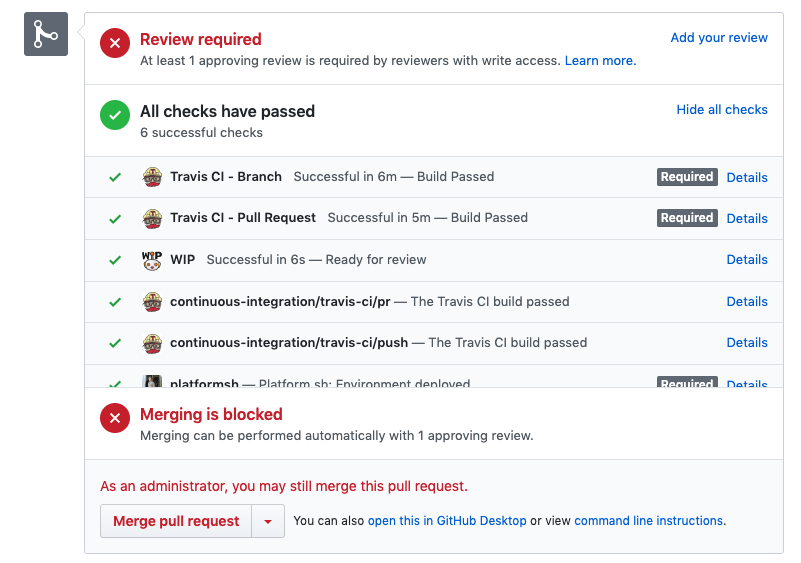 Review required
Add your review
At least 1 approving review is required by reviewers with write access. Learn more.
All checks have passed
Hide all checks
6 successful checks
Travis CI - Branch Successful in 6m — Build Passed Required Details
Travis CI - Pull Request Successful in 5m — Build Passed Required Details
WIP WIP Successful in 6s — Ready for review Details
continuous-integration/travis-ci/pr — The Travis CI build passed Details
continuous-integration/travis-ci/push — The Travis CI build passed Details
platformsh — Platform.sh: Environment deployed Required Details
Merging is blocked
Merging can be performed automatically with 1 approving review.
As an administrator, you may still merge this pull request.
Merge pull request You can also open this in GitHub Desktop or view command line instructions.